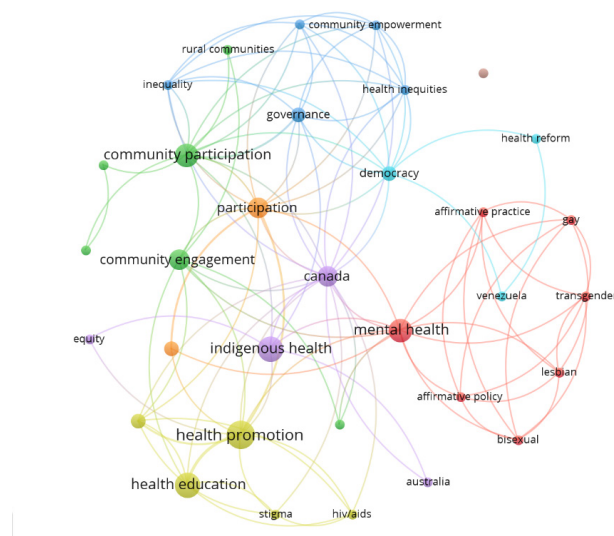 community empowerment
rural communities
inequality
health inequities
governance
health reform
community participation
democracy
participation
affirmative practice
gay
community engagement
canada
venezuela
transgender
mental health
equity
indigenous health
lesbian
affirmative policy
health promotion
bisexual
health education
australia
stigma
hiv/aids